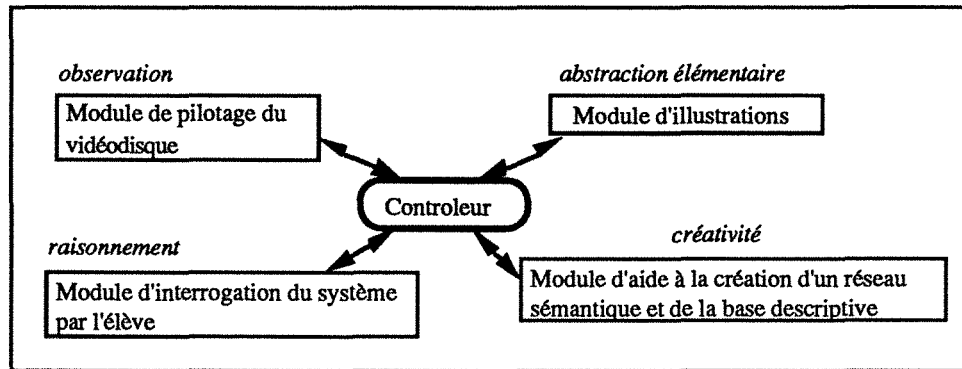 observation
Module de pilotage du
vidéodisque
abstraction élémentaire
Module d'illustrations
Controleur
raisonnement
Module d'interrogation du système
par l'élève
créativité
Module d'aide à la création d'un réseau
sémantique et de la base descriptive